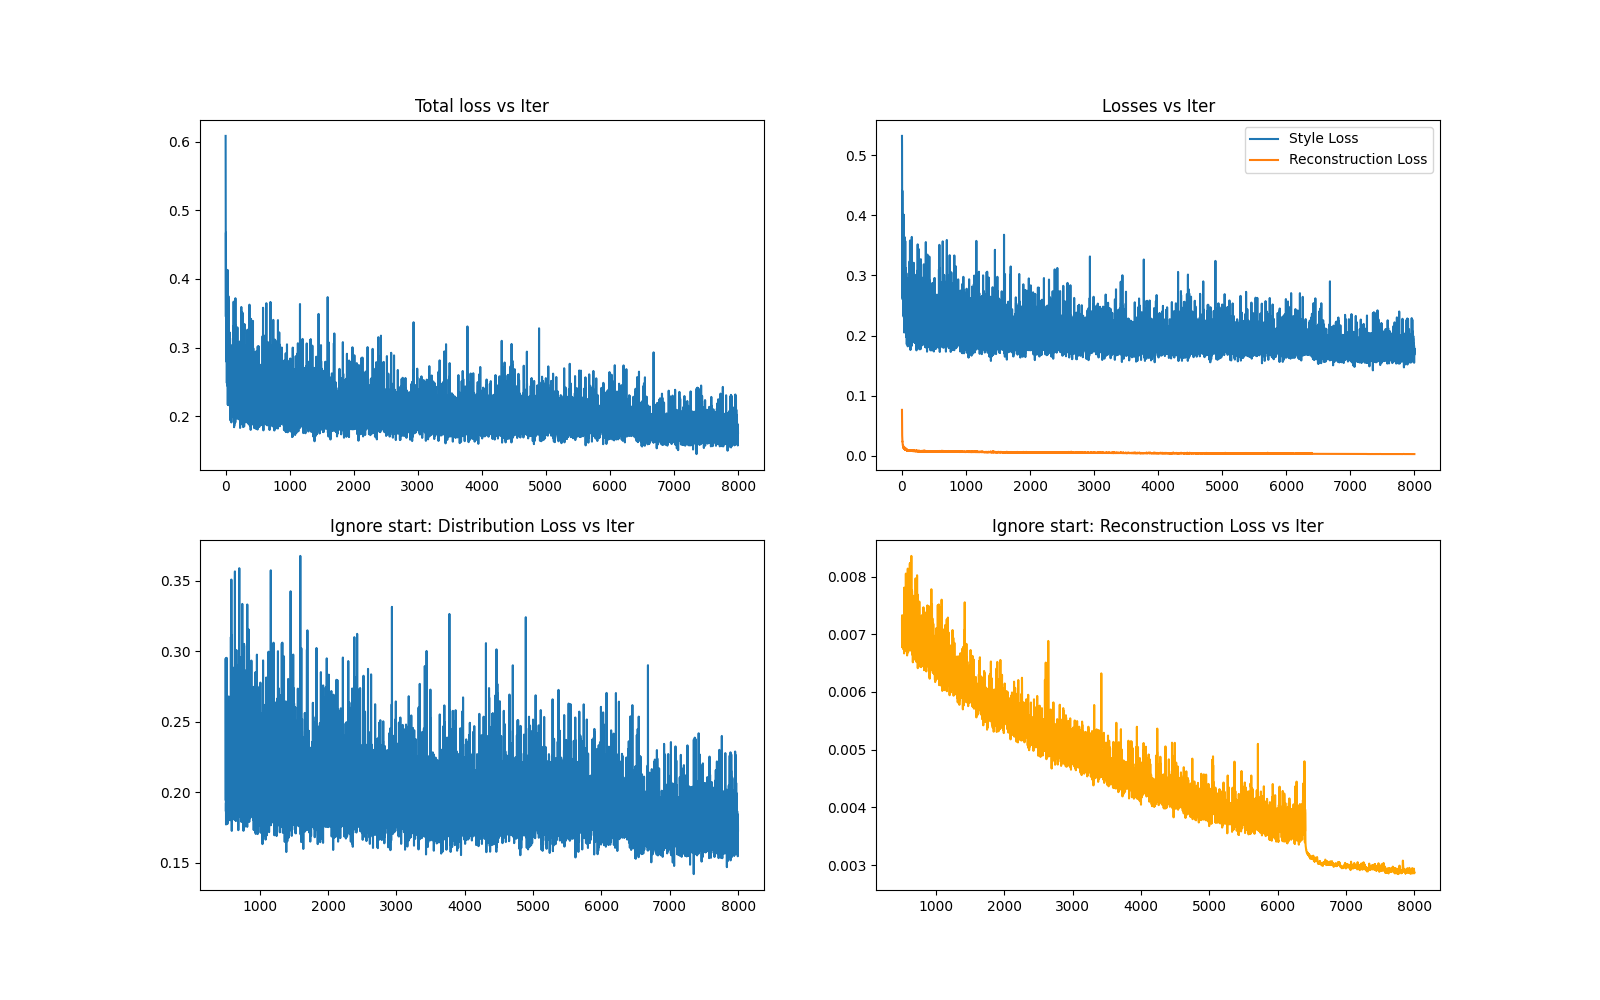 Total loss vs Iter
0.6
0.5
0.4
0.3
0.2
0 1000 2000 3000 4000 5000 6000 7000 8000
Losses vs Iter
Style Loss
Reconstruction Loss
0.5
0.4
0.3
0.2
0.1
0.0
0 1000 2000 3000 4000 5000 6000 7000 8000
Ignore start: Distribution Loss vs Iter
0.35
0.30
0.25
0.20
0.15
1000 2000 3000 4000 5000 6000 7000 8000
Ignore start: Reconstruction Loss vs Iter
0.008
0.007
0.006
0.005
0.004
0.003
1000 2000 3000 4000 5000 6000 7000 8000